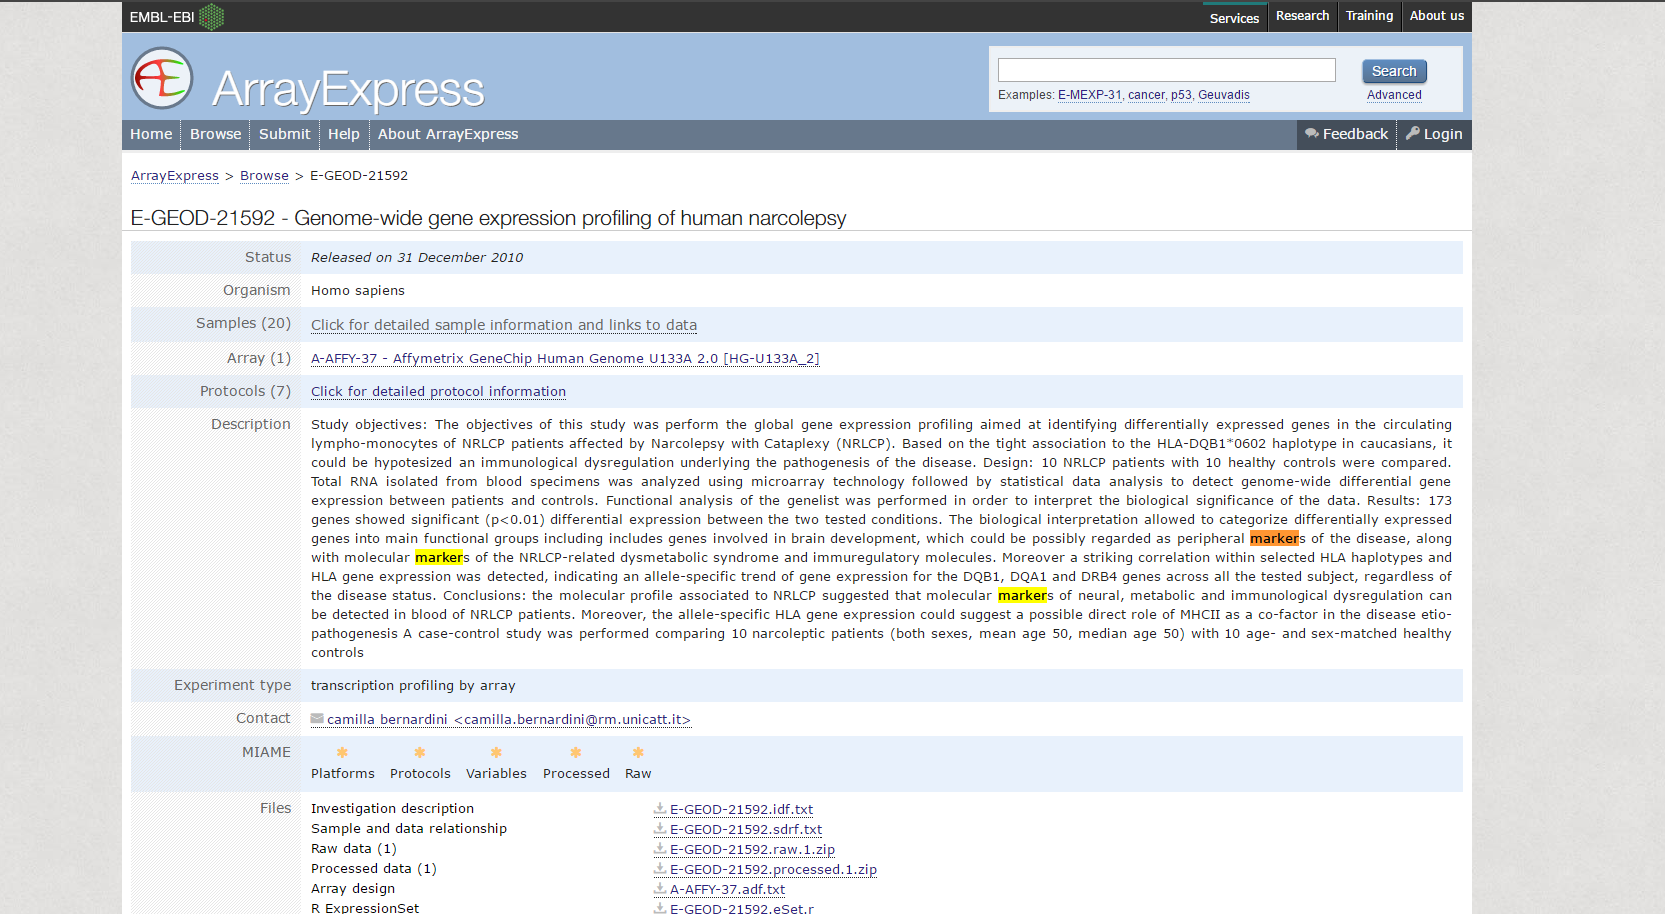 EMBL-EBI
Services Research Training About us
ArrayExpress
Search
Examples: E-MEXP-31, cancer, p53, Geuvadis Advanced
Home Browse Submit Help About ArrayExpress Feedback Login
ArrayExpress > Browse > E-GEOD-21592
E-GEOD-21592 - Genome-wide gene expression profiling of human narcolepsy
Status Released on 31 December 2010
Organism Homo sapiens
Samples (20) Click for detailed sample information and links to data
Array (1) A-AFFY-37 - Affymetrix GeneChip Human Genome U133A 2.0 [HG-U133A_2]
Protocols (7) Click for detailed protocol information
Description Study objectives: The objectives of this study was perform the global gene expression profiling aimed at identifying differentially expressed genes in the circulating
lympho-monocytes of NRLCP patients affected by Narcolepsy with Cataplexy (NRLCP). Based on the tight association to the HLA-DQB1*0602 haplotype in caucasians, it
could be hypotesized an immunological dysregulation underlying the pathogenesis of the disease. Design: 10 NRLCP patients with 10 healthy controls were compared.
Total RNA isolated from blood specimens was analyzed using microarray technology followed by statistical data analysis to detect genome-wide differential gene
expression between patients and controls. Functional analysis of the genelist was performed in order to interpret the biological significance of the data. Results: 173
genes showed significant (p<0.01) differential expression between the two tested conditions. The biological interpretation allowed to categorize differentially expressed
genes into main functional groups including includes genes involved in brain development, which could be possibly regarded as peripheral markers of the disease, along
with molecular markers of the NRLCP-related dysmetabolic syndrome and immuregulatory molecules. Moreover a striking correlation within selected HLA haplotypes and
HLA gene expression was detected, indicating an allele-specific trend of gene expression for the DQB1, DQA1 and DRB4 genes across all the tested subject, regardless of
the disease status. Conclusions: the molecular profile associated to NRLCP suggested that molecular markers of neural, metabolic and immunological dysregulation can
be detected in blood of NRLCP patients. Moreover, the allele-specific HLA gene expression could suggest a possible direct role of MHCII as a co-factor in the disease etio-
pathogenesis A case-control study was performed comparing 10 narcoleptic patients (both sexes, mean age 50, median age 50) with 10 age- and sex-matched healthy
controls
Experiment type transcription profiling by array
Contact camilla bernardini <camilla.bernardini@rm.unicatt.it>
MIAME * * * * *
Platforms Protocols Variables Processed Raw
Files Investigation description E-GEOD-21592.idf.txt
Sample and data relationship E-GEOD-21592.sdrf.txt
Raw data (1) E-GEOD-21592.raw.1.zip
Processed data (1) E-GEOD-21592.processed.1.zip
Array design A-AFFY-37.adf.txt
R ExpressionSet E-GEOD-21592.eSet.r